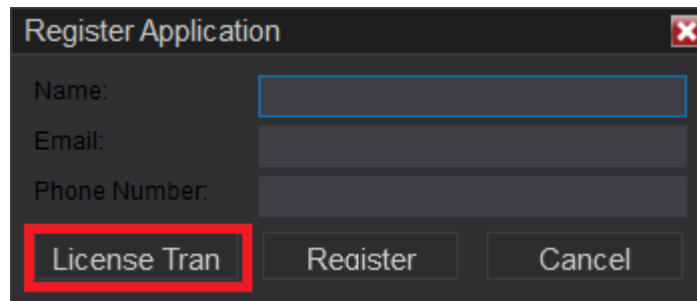 Register Application
Name:
Email:
Phone Number:
License Tran
Register
Cancel